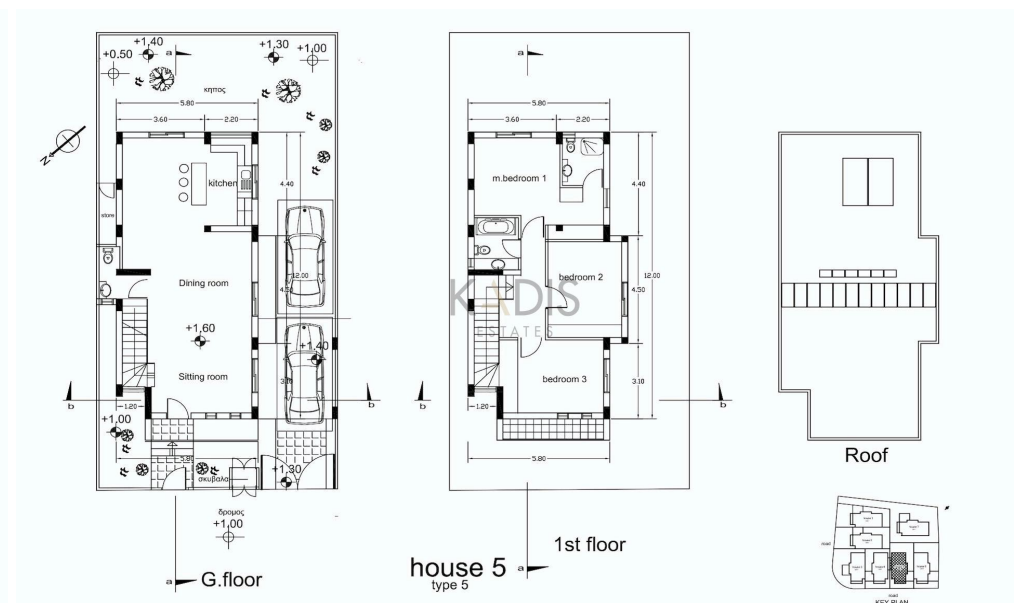 +1.40
+0.50
+1.30
+1.00
a
κηπος
5.80
3.60
2.20
N
kitchen
4.40
store
Dining room
12.00
4.50
+1.60
+1.40
Sitting room
3.10
b
b
1.20
+1.00
5.80
σκυβαλα
+1.30
δρομος
+1.00
a
G.floor
a
5.80
3.60
2.20
m.bedroom 1
4.40
bedroom 2
12.00
4.50
KADIS
ESTATES
bedroom 3
3.10
b
b
1.20
5.80
1st floor
house 5
a
type 5
Roof
road
road
KEY PLAN